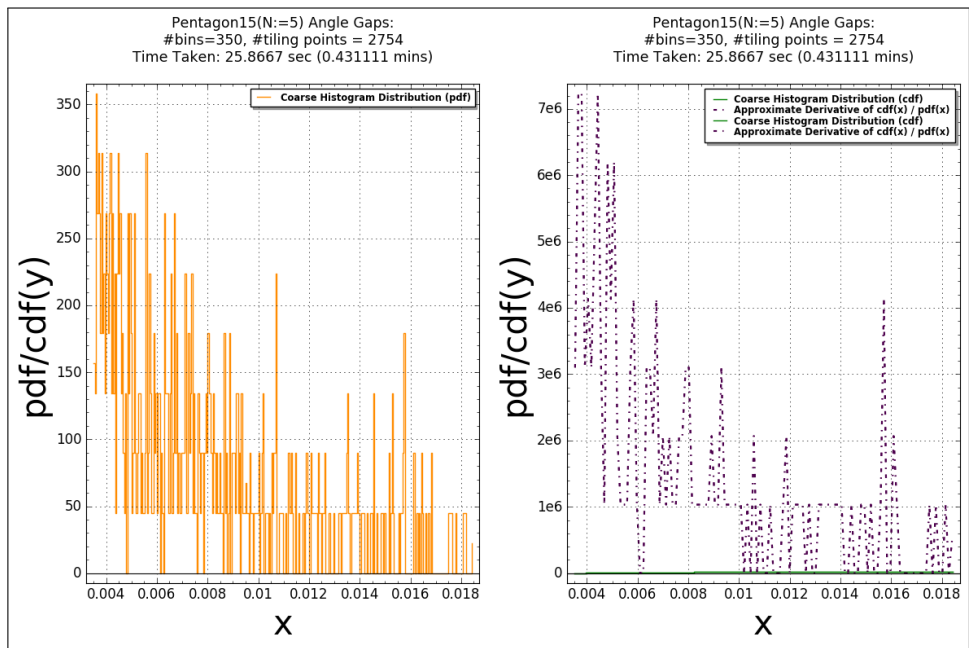 Pentagon15(N:=5) Angle Gaps:
#bins=350, #tiling points = 2754
Time Taken: 25.8667 sec (0.431111 mins)
Coarse Histogram Distribution (pdf)
350
300
250
200
150
100
50
0
pdf/cdf(y)
0.004 0.006 0.008 0.010 0.012 0.014 0.016 0.018
x
Pentagon15(N:=5) Angle Gaps:
#bins=350, #tiling points = 2754
Time Taken: 25.8667 sec (0.431111 mins)
Coarse Histogram Distribution (cdf)
Approximate Derivative of cdf(x) / pdf(x)
Coarse Histogram Distribution (cdf)
Approximate Derivative of cdf(x) / pdf(x)
7e6
6e6
5e6
4e6
3e6
2e6
1e6
0
pdf/cdf(y)
0.004 0.006 0.008 0.010 0.012 0.014 0.016 0.018
x